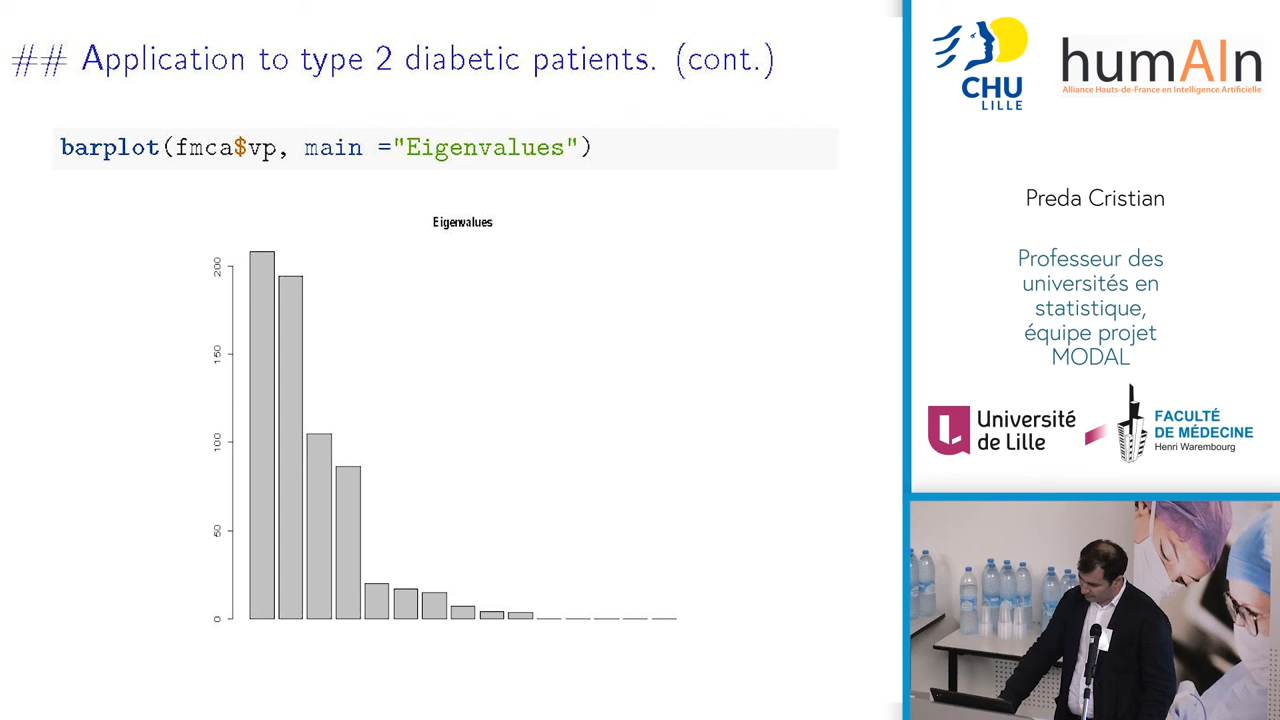 ## Application to type 2 diabetic patients. (cont.)
barplot(fmca$vp, main ="Eigenvalues")
Eigenvalues
200
150
100
50
0
CHU
LILLE
humAIn
Alliance Hauts-de-France en Intelligence Artificielle
Preda Cristian
Professeur des
universités en
statistique,
équipe projet
MODAL
Université
de Lille
FACULTÉ
DE MÉDECINE
Henri Warembourg